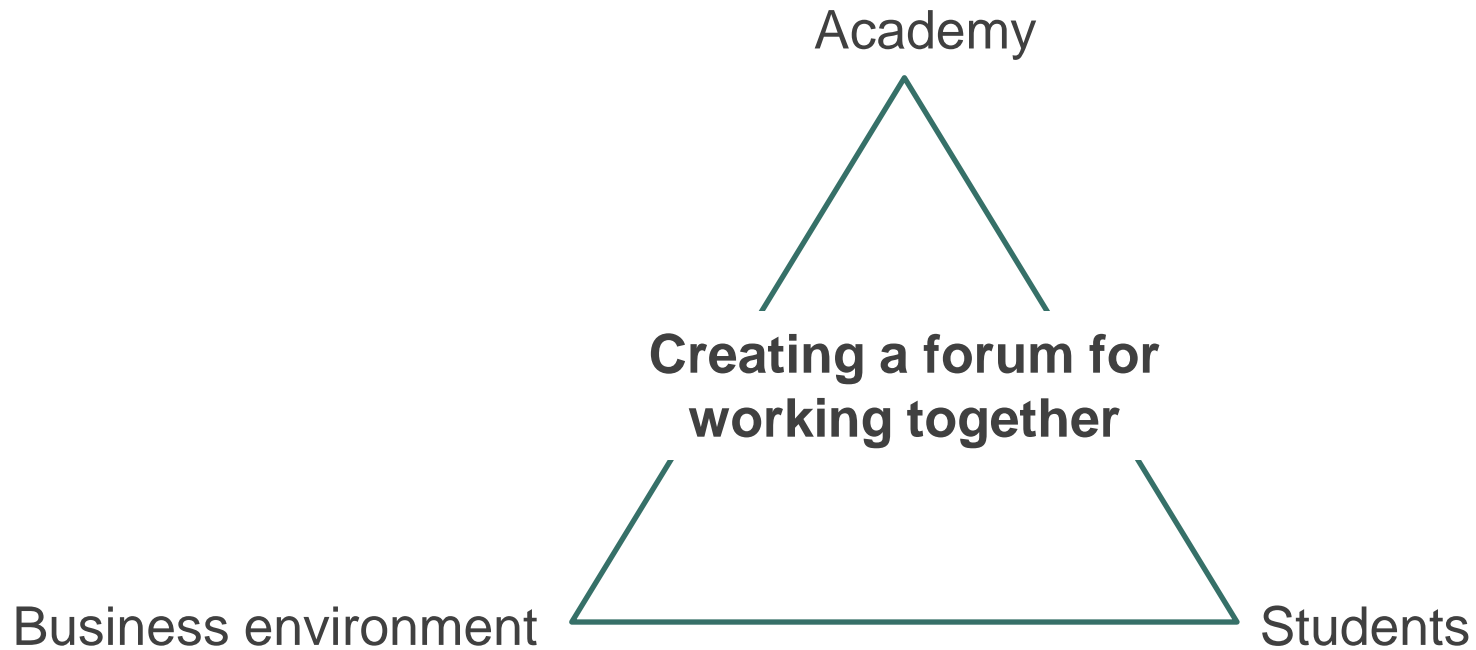 Academy
Creating a forum for
working together
Business environment
Students